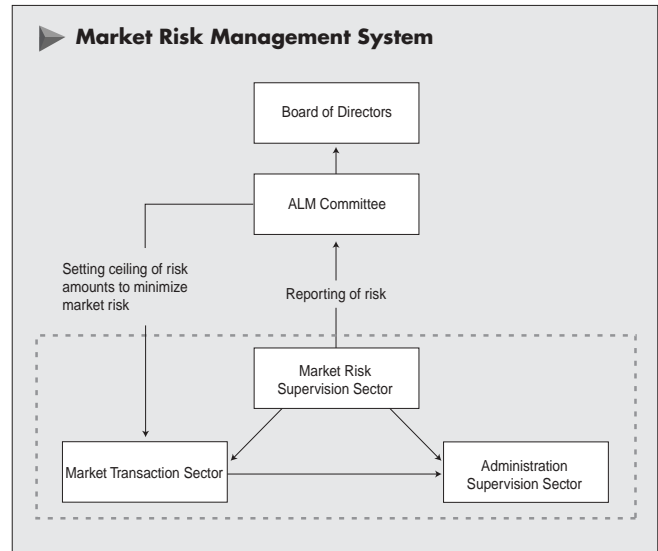 Market Risk Management System
Board of Directors
ALM Committee
Setting ceiling of risk
amounts to minimize
market risk
Reporting of risk
Market Risk
Supervision Sector
Market Transaction Sector
Administration
Supervision Sector